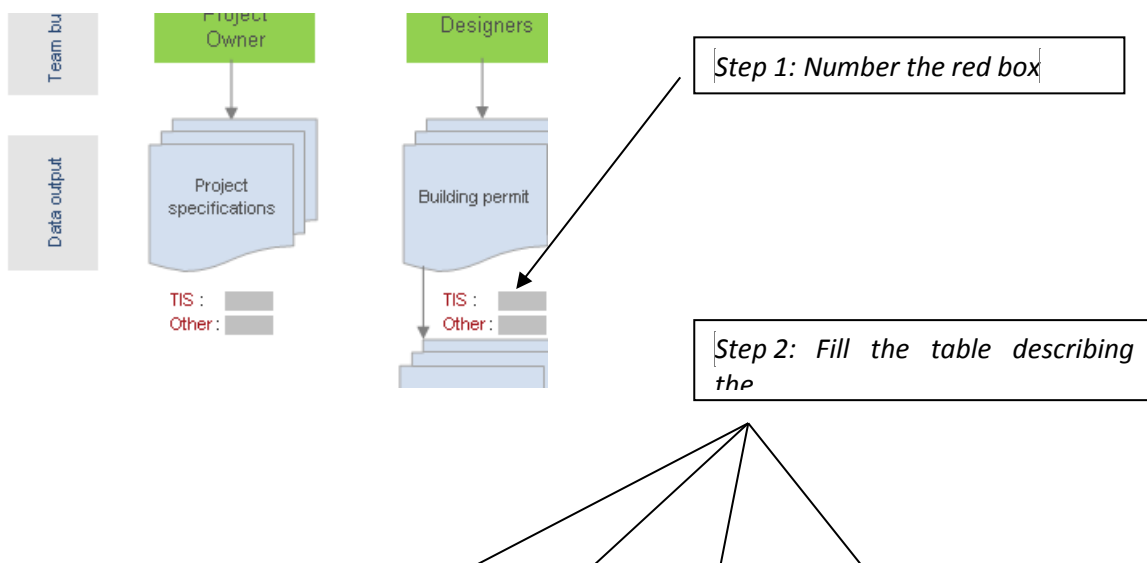 Team bu
Project
Owner
Designers
Step 1: Number the red box
Data output
Project
specifications
Building permit
TIS :
Other :
TIS :
Other :
Step 2: Fill the table describing
the